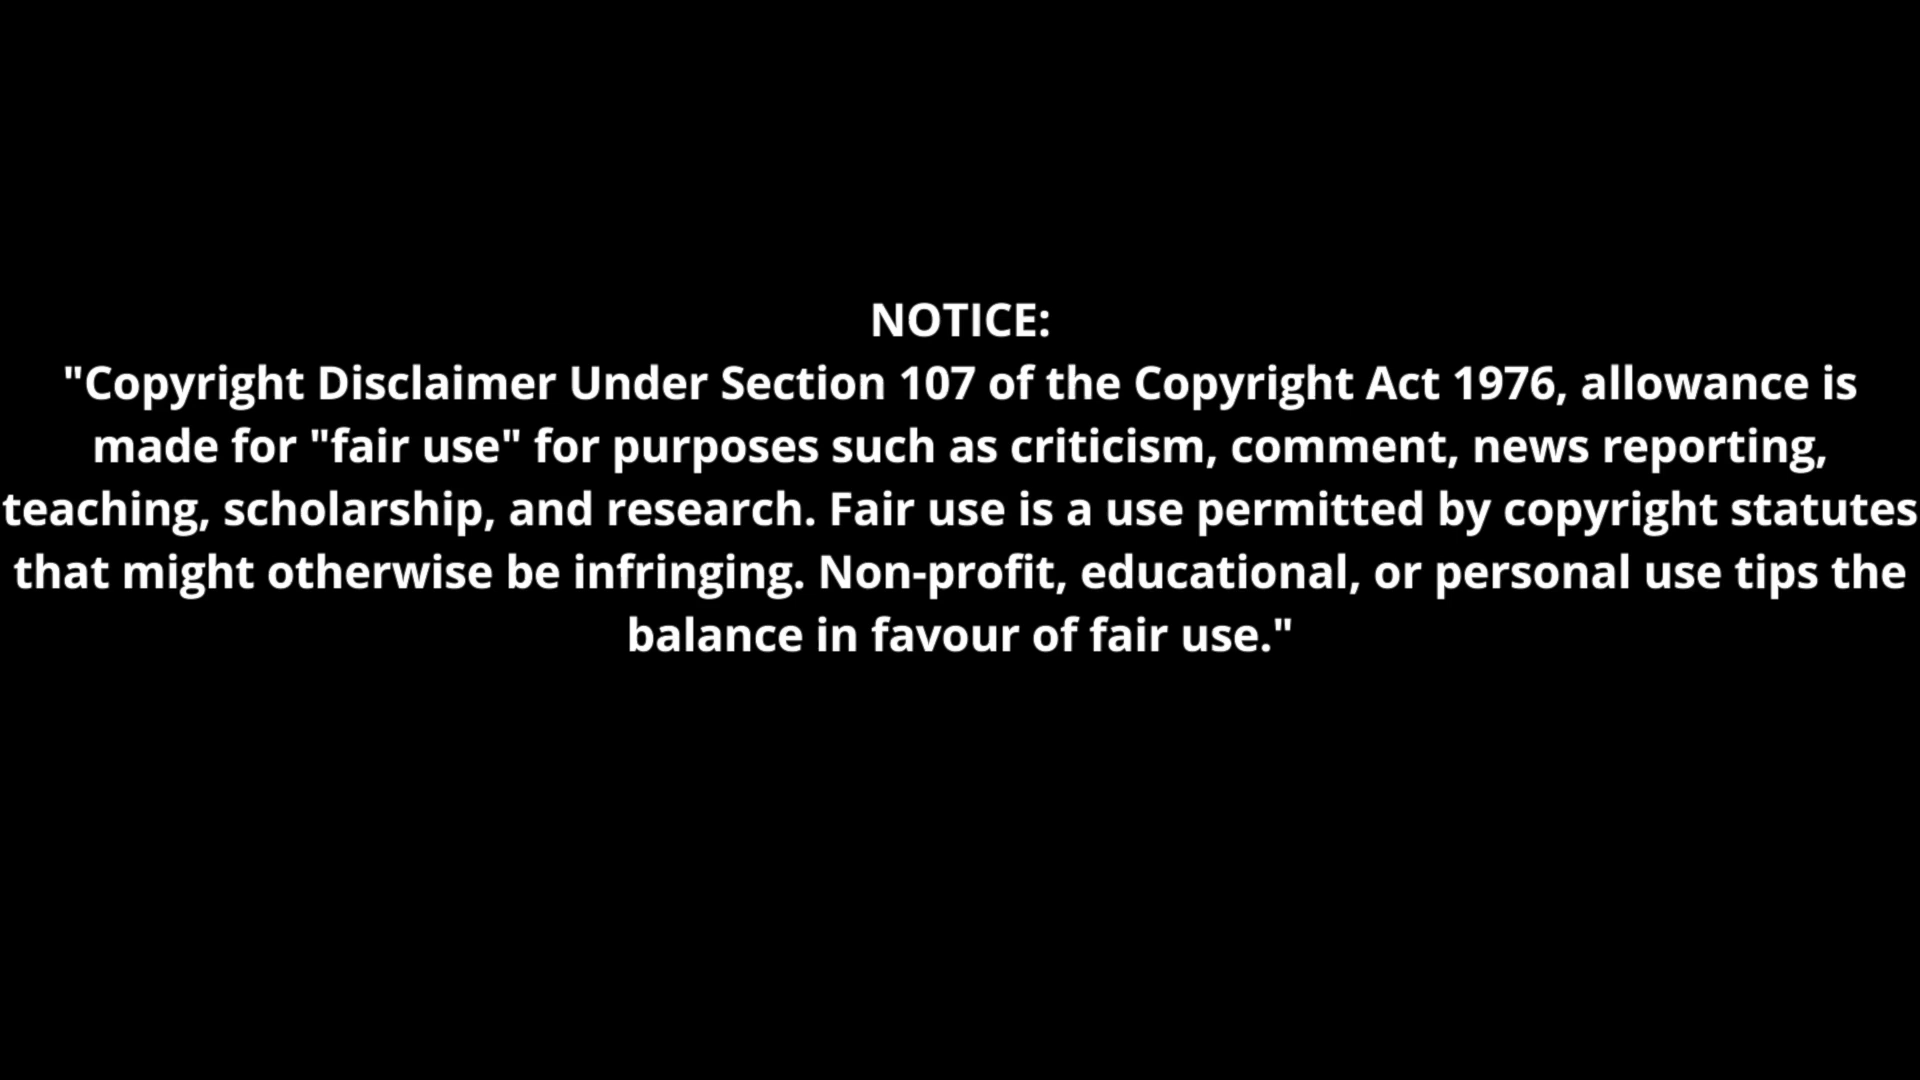 NOTICE:
"Copyright Disclaimer Under Section 107 of the Copyright Act 1976, allowance is
made for "fair use" for purposes such as criticism, comment, news reporting,
teaching, scholarship, and research. Fair use is a use permitted by copyright statutes
that might otherwise be infringing. Non-profit, educational, or personal use tips the
balance in favour of fair use."